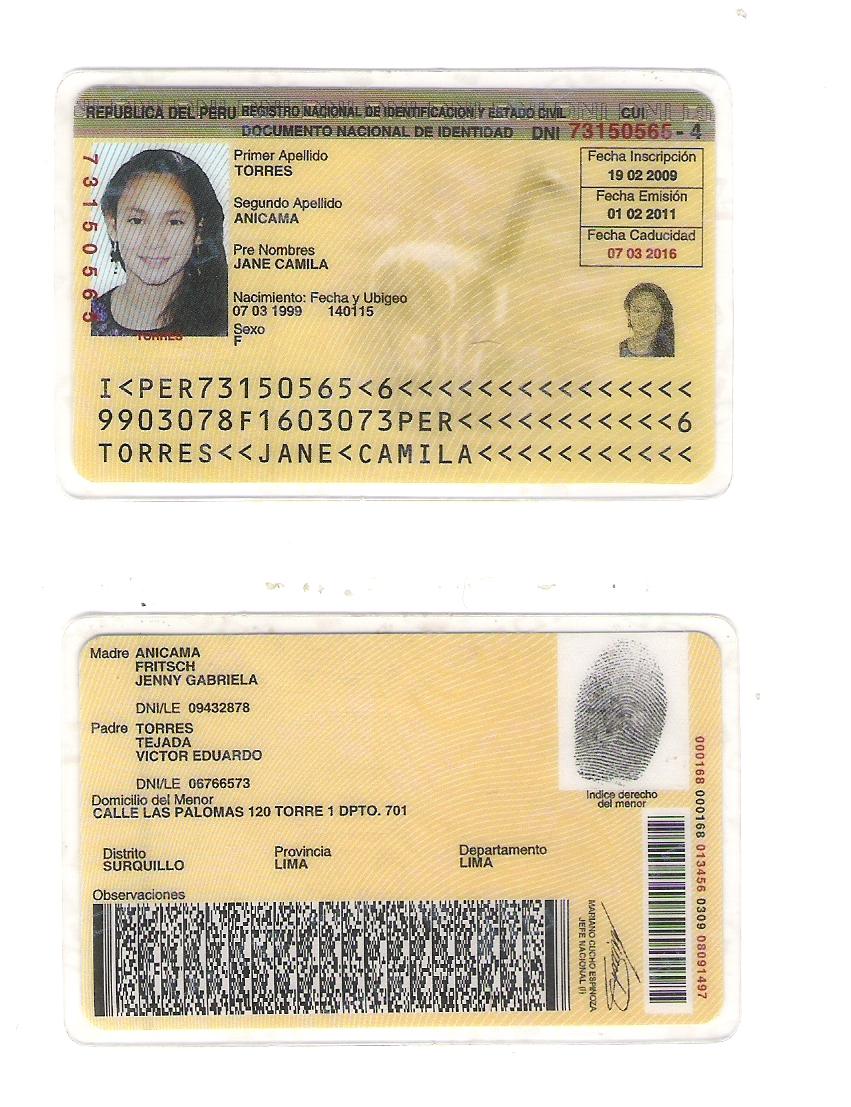 REPUBLICA DEL PERU REGISTRO NACIONAL DE IDENTIFICACION Y ESTADO CIVIL CUI
DOCUMENTO NACIONAL DE IDENTIDAD DNI 73150565 - 4
Primer Apellido
TORRES
Segundo Apellido
ANICAMA
Pre Nombres
JANE CAMILA
Nacimiento: Fecha y Ubigeo
07 03 1999 140115
Sexo
F
Fecha Inscripción
19 02 2009
Fecha Emisión
01 02 2011
Fecha Caducidad
07 03 2016
73150565
TORRES
I<PER73150565<6<<<<<<<<<<<<<<<
9903078F1603073PER<<<<<<<<<<<6
TORRES<<JANE<CAMILA<<<<<<<<<<<
Madre ANICAMA
FRITSCH
JENNY GABRIELA
DNI/LE 09432878
Padre TORRES
TEJADA
VICTOR EDUARDO
DNI/LE 06766573
Domicilio del Menor
CALLE LAS PALOMAS 120 TORRE 1 DPTO. 701
Distrito Provincia Departamento
SURQUILLO LIMA LIMA
Observaciones
Indice derecho
del menor
MARIANO CUCHO ESPINOZA
JEFE NACIONAL (i)
000168 000168 013456 0309 08091497